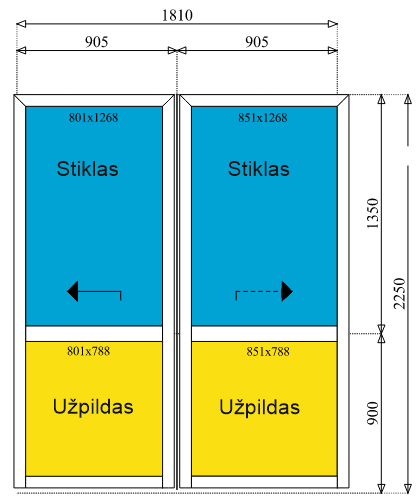 1810
905 905
801x1268 851x1268
Stiklas Stiklas
1350
2250
801x788 851x788
Užpildas Užpildas
900